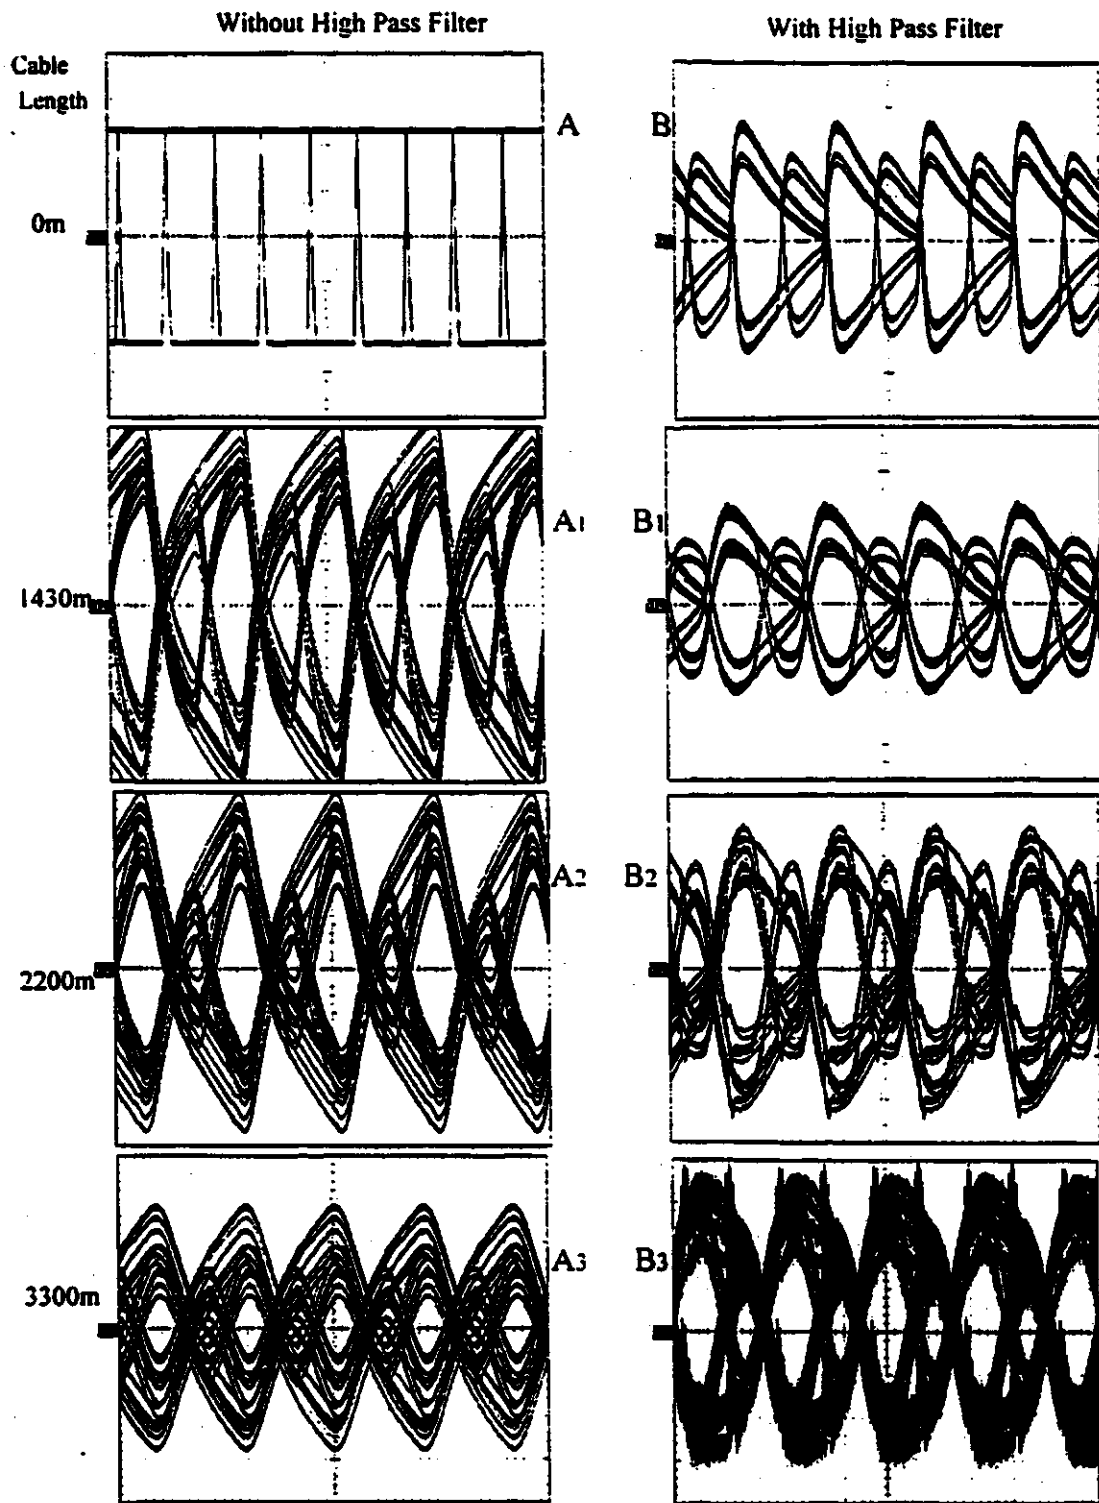 Without High Pass Filter
With High Pass Filter
Cable
Length
A
B
0m
A1
B1
1430m
A2
B2
2200m
A3
B3
3300m